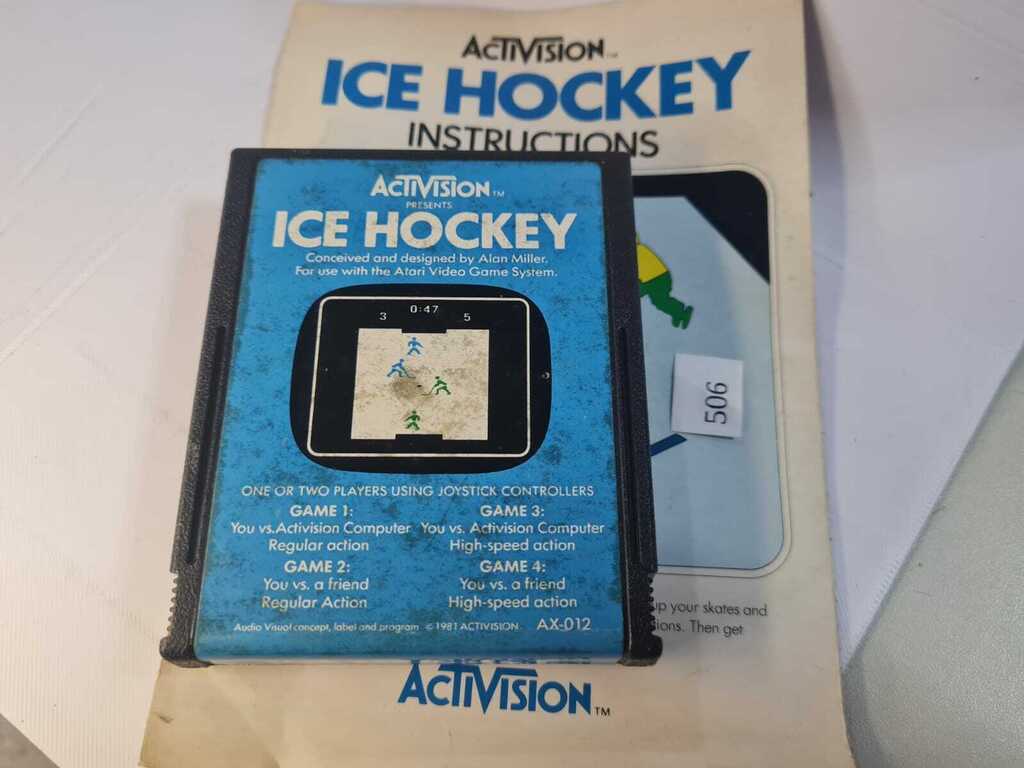 ACTIVISION™
ICE HOCKEY
INSTRUCTIONS
ACTIVISION™
PRESENTS
ICE HOCKEY
Conceived and designed by Alan Miller.
For use with the Atari Video Game System.
0:47
3 5
ONE OR TWO PLAYERS USING JOYSTICK CONTROLLERS
GAME 1: GAME 3:
You vs. Activision Computer You vs. Activision Computer
Regular action High-speed action
GAME 2: GAME 4:
You vs. a friend You vs. a friend
Regular Action High-speed action
Audio Visual concept, label and program © 1981 ACTIVISION. AX-012
506
up your skates and
ions. Then get
ACTIVISION™